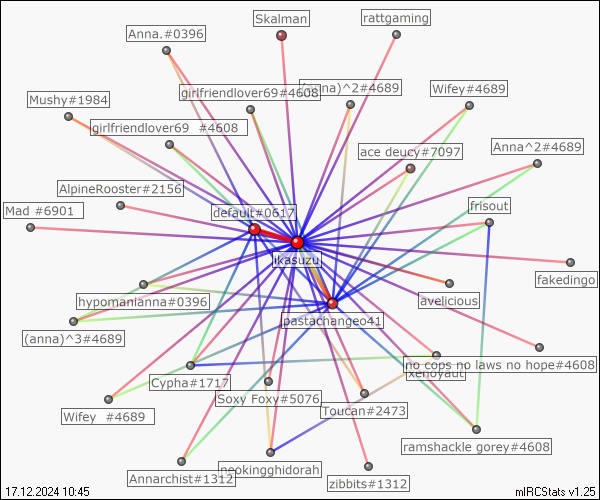 Skalman
rattgaming
Anna.#0396
girlfriendlover69#4608
(anna)^2#4689
Wifey#4689
Mushy#1984
girlfriendlover69 #4608
ace deucy#7097
Anna^2#4689
AlpineRooster#2156
Mad #6901
default#0617
frisout
likasuzu
fakedingo
hypomanianna#0396
avelicious
pastachangeo41
(anna)^3#4689
no cops no laws no hope#4608
xenoyaut
Cypha#1717
Soxy Foxy#5076
Toucan#2473
Wifey #4689
ramshackle gorey#4608
Annarchist#1312
neokingghidorah
zibbits#1312
17.12.2024 10:45
mIRCStats v1.25